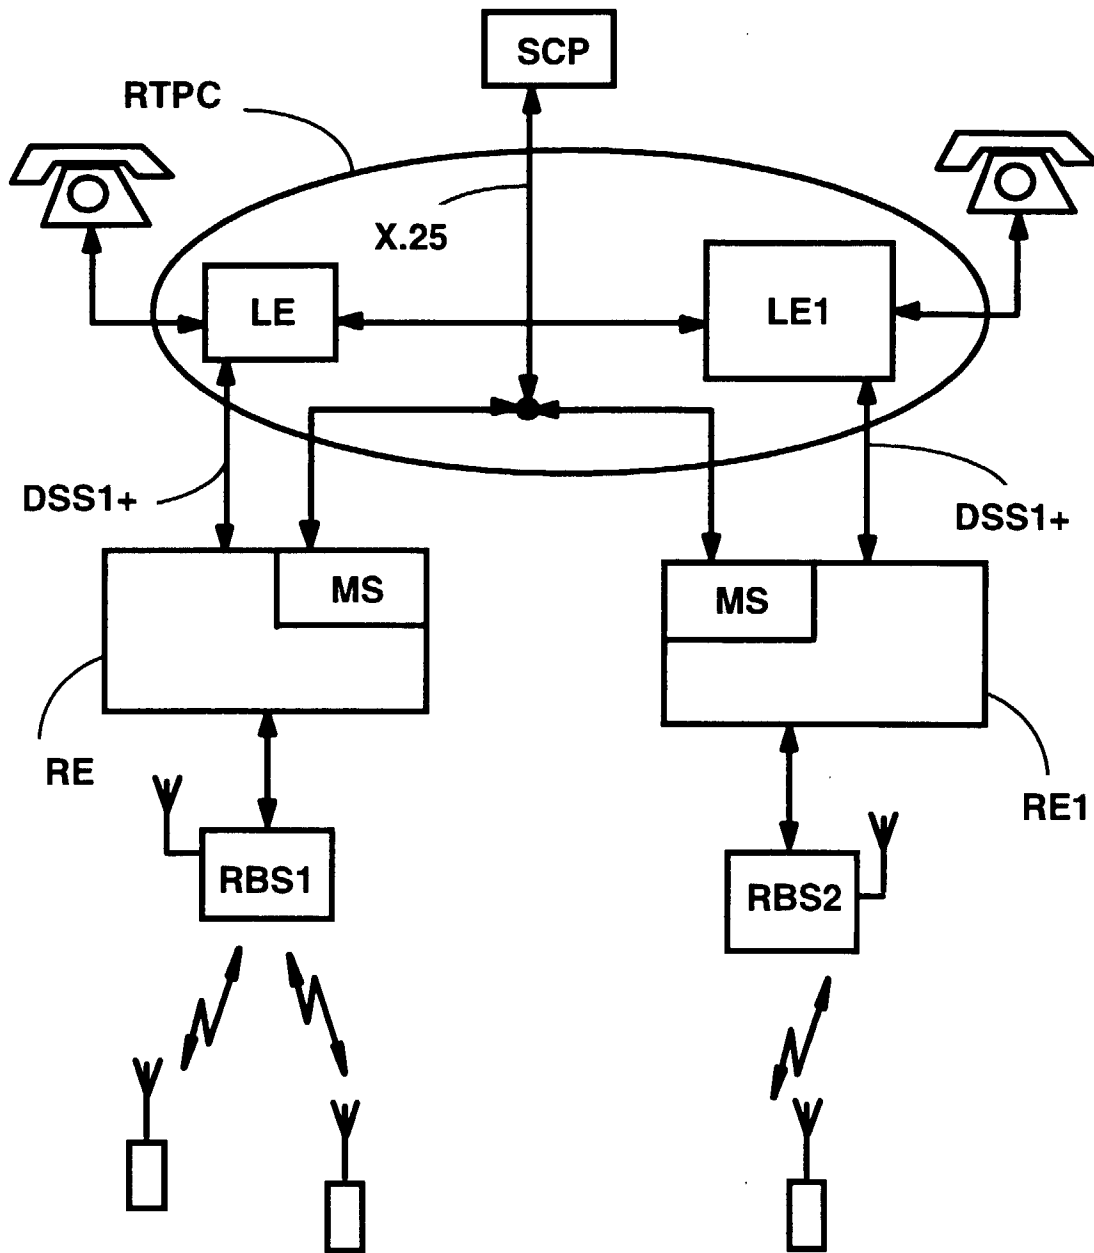 SCP
RTPC
X.25
LE
LE1
DSS1+
DSS1+
MS
MS
RE
RE1
RBS1
RBS2